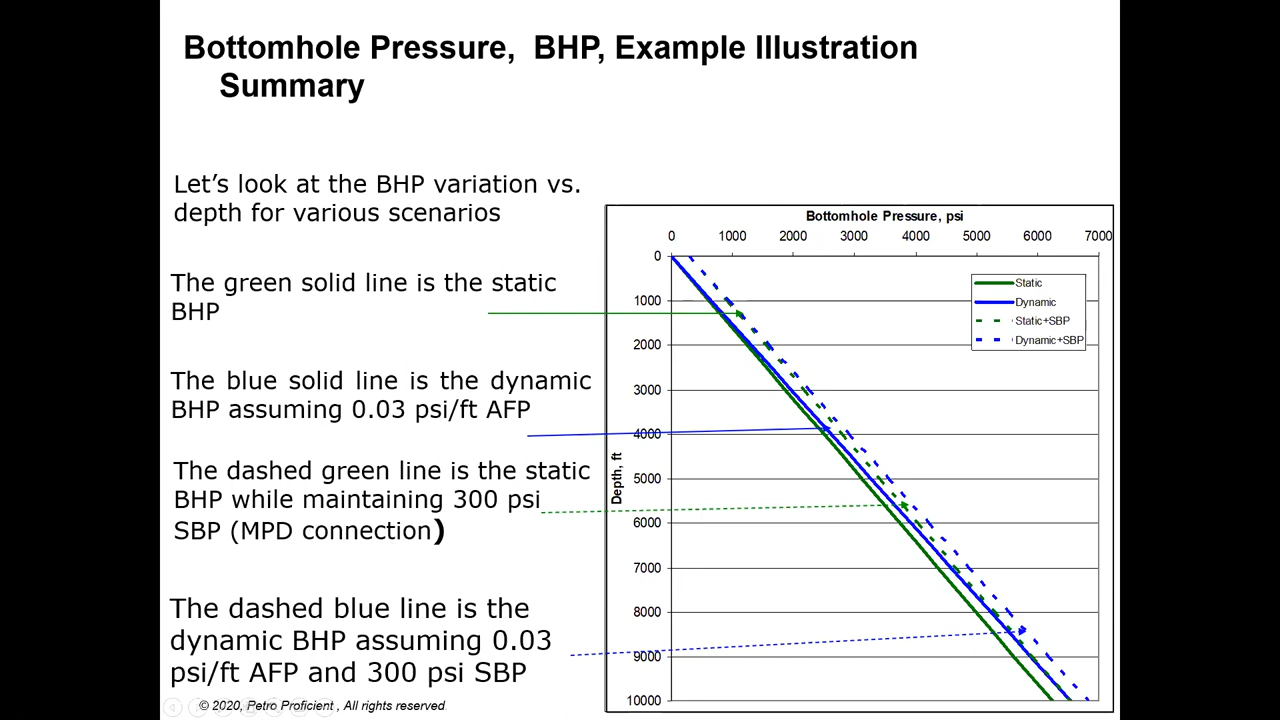 Bottomhole Pressure, BHP, Example Illustration
Summary
Let’s look at the BHP variation vs.
depth for various scenarios
The green solid line is the static
BHP
The blue solid line is the dynamic
BHP assuming 0.03 psi/ft AFP
The dashed green line is the static
BHP while maintaining 300 psi
SBP (MPD connection)
The dashed blue line is the
dynamic BHP assuming 0.03
psi/ft AFP and 300 psi SBP
© 2020, Petro Proficient , All rights reserved
Bottomhole Pressure, psi
0 1000 2000 3000 4000 5000 6000 7000
Depth, ft
0
1000
2000
3000
4000
5000
6000
7000
8000
9000
10000
Static
Dynamic
Static+SBP
Dynamic+SBP